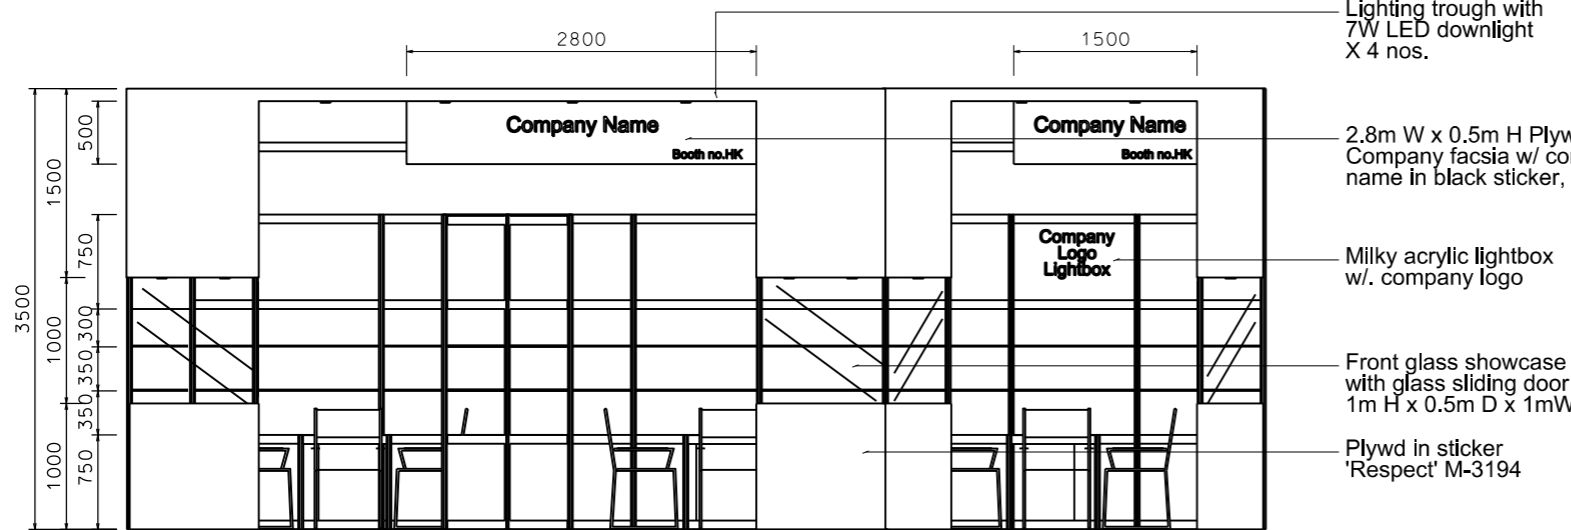 Lighting trough with
7W LED downlight
X 4 nos.
2800
1500
Company Name
Booth no.HK
Company Name
Booth no.HK
2.8m W x 0.5m H
Company facsia w/
name in black sticker,
Company
Logo
Lightbox
Milky acrylic lightbox
w/. company logo
Front glass showcase
with glass sliding door
1m H x 0.5m D x 1mW
Plywd in sticker
'Respect' M-3194
3500
1500
1000
1000
500
750
300
350
350
750